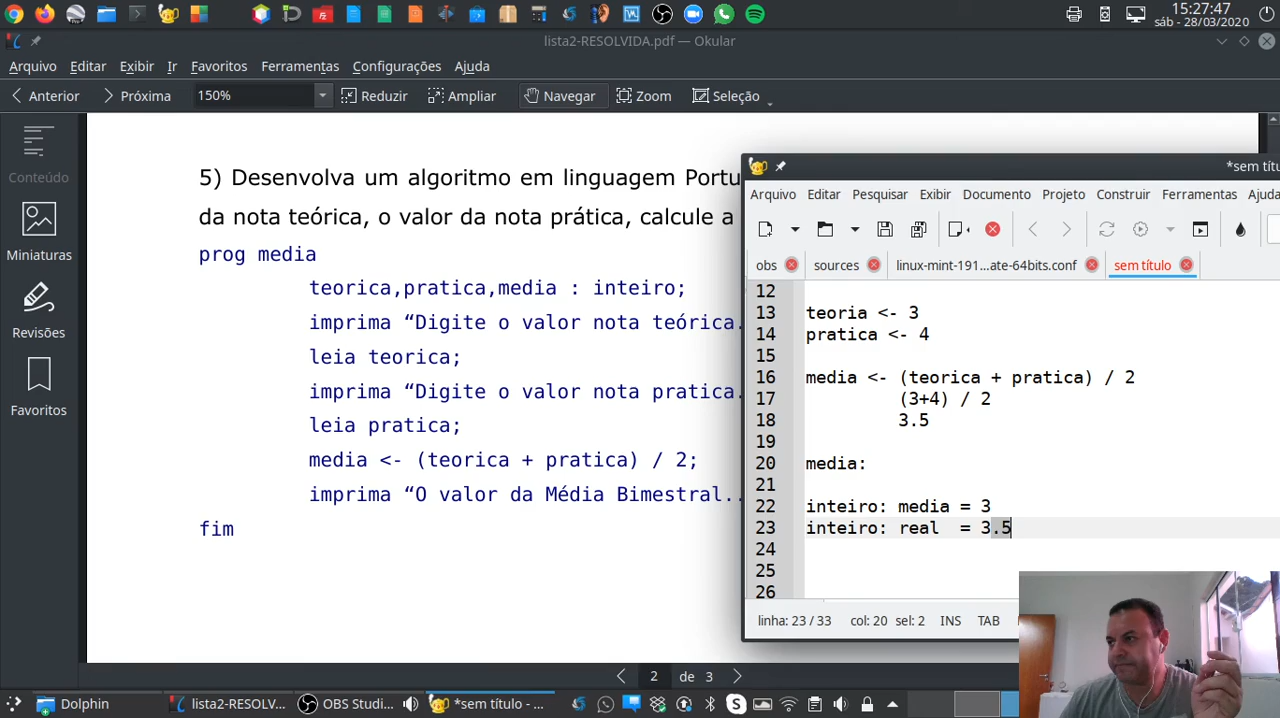 15:27:47
sáb - 28/03/2020
lista2-RESOLVIDA.pdf — Okular
Arquivo Editar Exibir Ir Favoritos Ferramentas Configurações Ajuda
Anterior Próxima 150% Reduzir Ampliar Navegar Zoom Seleção
Conteúdo
Miniaturas
Revisões
Favoritos
5) Desenvolva um algoritmo em linguagem Portu
da nota teórica, o valor da nota prática, calcule a
prog media
teorica,pratica,media : inteiro;
imprima “Digite o valor nota teórica.
leia teorica;
imprima “Digite o valor nota pratica.
leia pratica;
media <- (teorica + pratica) / 2;
imprima “O valor da Média Bimestral..
fim
2 de 3
*sem títu
Arquivo Editar Pesquisar Exibir Documento Projeto Construir Ferramentas Ajuda
obs sources linux-mint-191...ate-64bits.conf sem título
12
13 teoria <- 3
14 pratica <- 4
15
16 media <- (teorica + pratica) / 2
17 (3+4) / 2
18 3.5
19
20 media:
21
22 inteiro: media = 3
23 inteiro: real = 3.5
24
25
26
linha: 23 / 33 col: 20 sel: 2 INS TAB
Dolphin lista2-RESOLV... OBS Studi... *sem título - ...